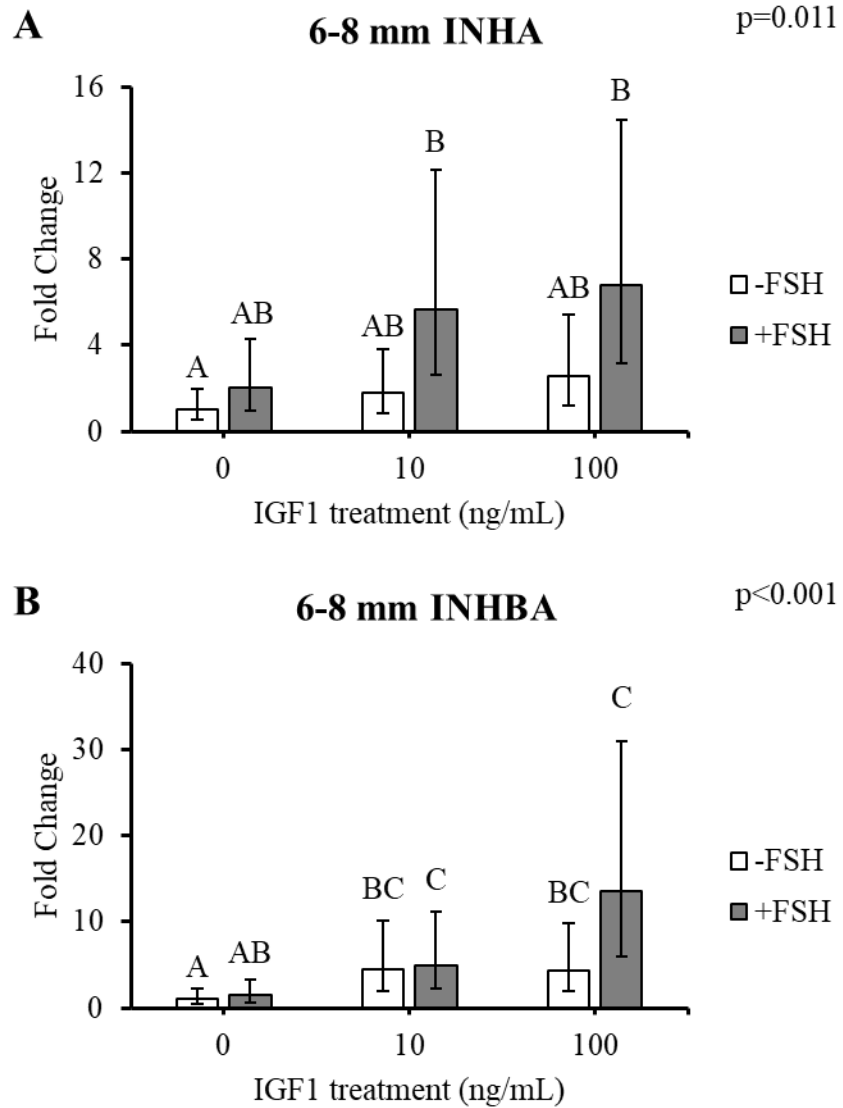 A
6-8 mm INHA
p=0.011
16
12
8
4
0
Fold Change
A
AB
AB
B
AB
B
0
10
100
IGF1 treatment (ng/mL)
-FSH
+FSH
B
6-8 mm INHBA
p<0.001
40
30
20
10
0
Fold Change
A
AB
BC
C
BC
C
0
10
100
IGF1 treatment (ng/mL)
-FSH
+FSH